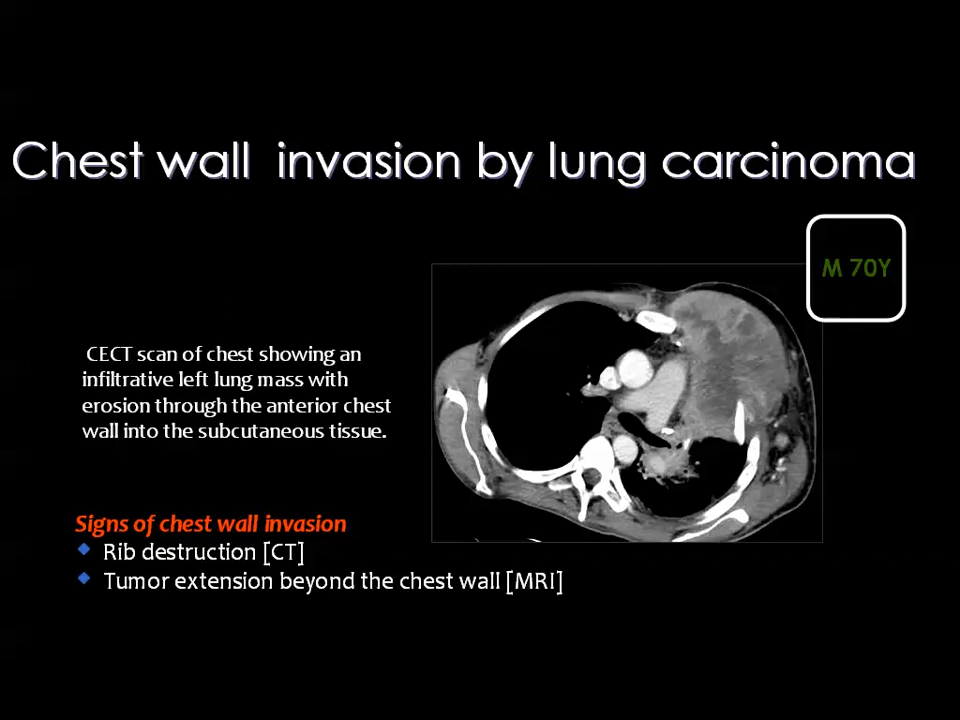 Chest wall invasion by lung carcinoma
M 70Y
CECT scan of chest showing an
infiltrative left lung mass with
erosion through the anterior chest
wall into the subcutaneous tissue.
Signs of chest wall invasion
Rib destruction [CT]
Tumor extension beyond the chest wall [MRI]